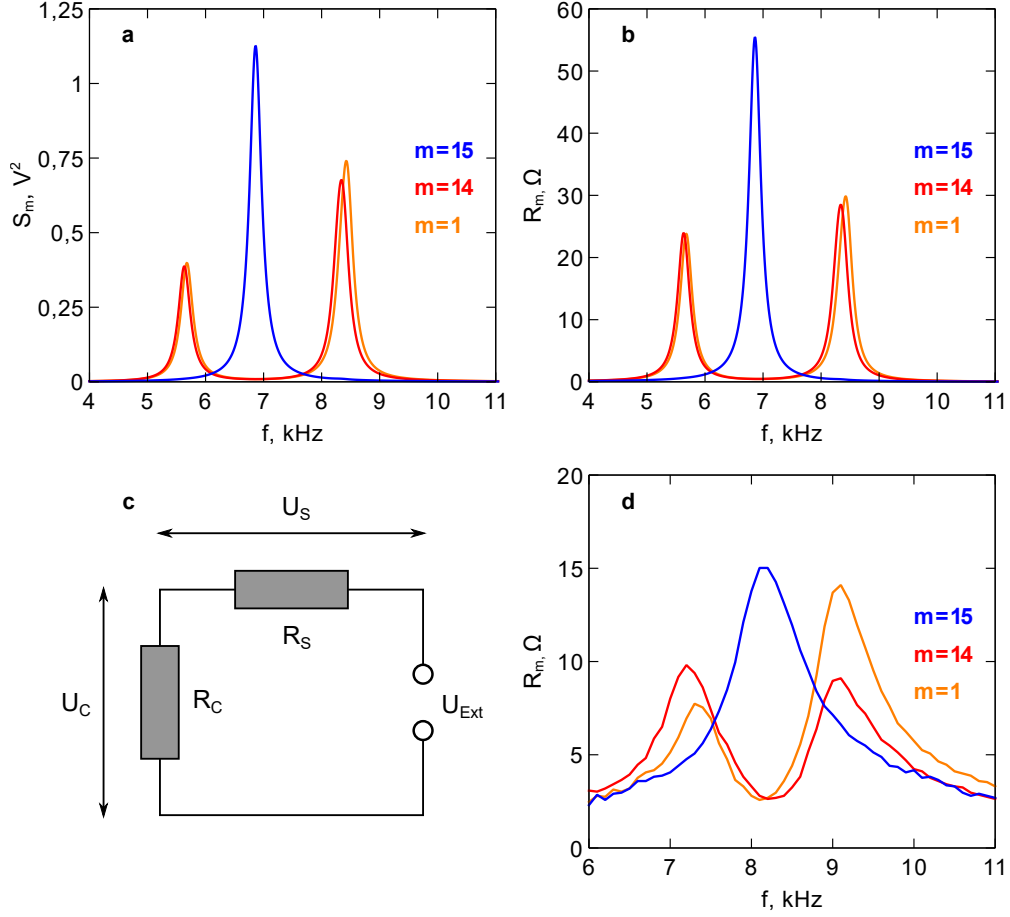 a
S_m, V^2
1,25
1
0,75
0,5
0,25
0
m=15
m=14
m=1
4 5 6 7 8 9 10 11
f, kHz
b
R_m, Ω
60
50
40
30
20
10
0
m=15
m=14
m=1
4 5 6 7 8 9 10 11
f, kHz
c
U_S
R_S
U_C
R_C
U_Ext
d
R_m, Ω
20
15
10
5
0
m=15
m=14
m=1
6 7 8 9 10 11
f, kHz